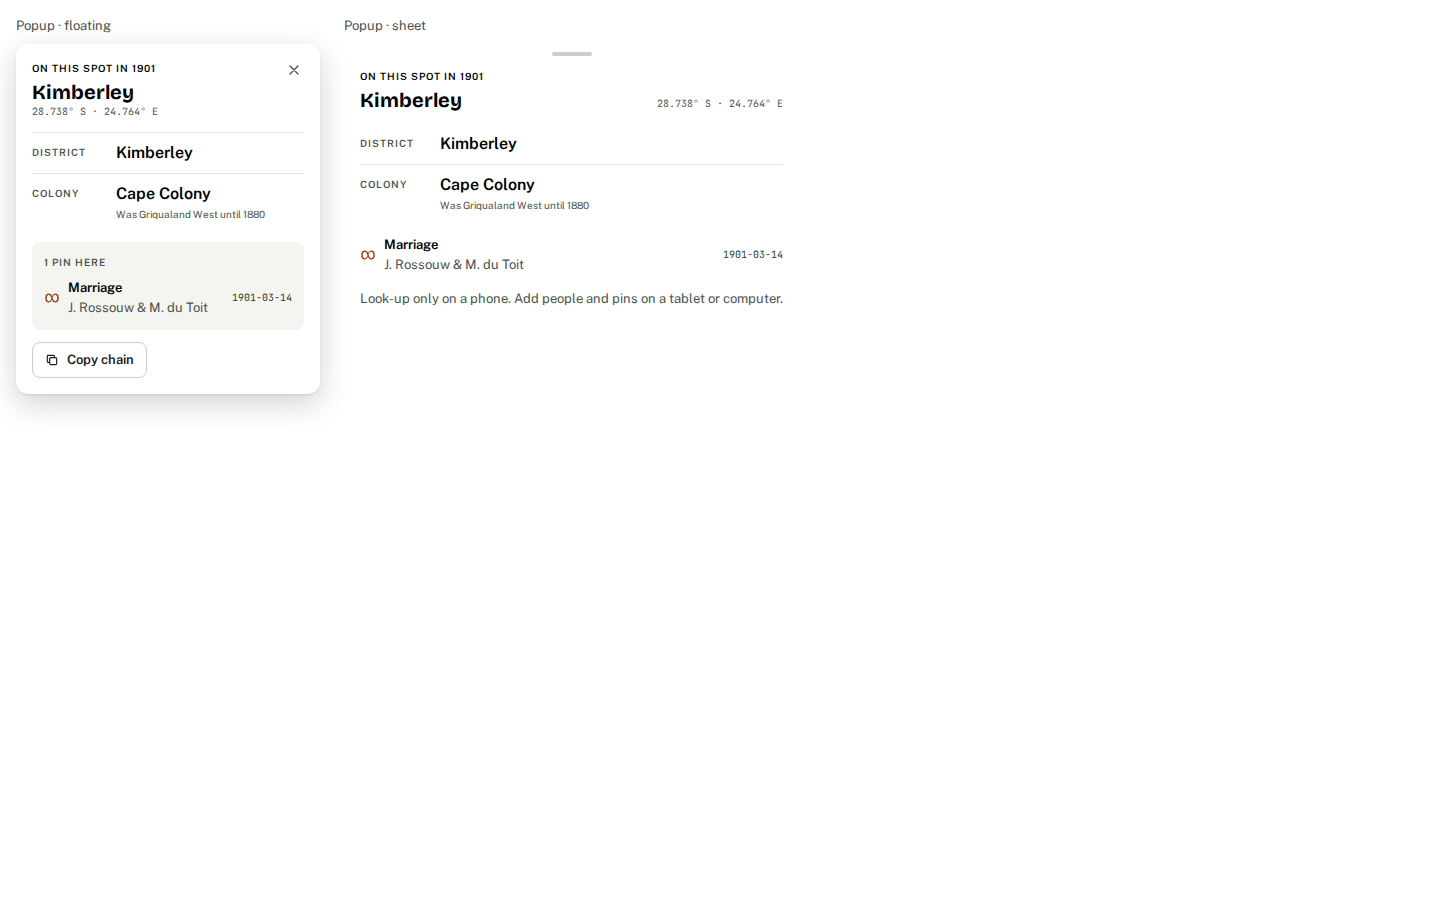 Popup · floating
ON THIS SPOT IN 1901
Kimberley
28.738° S · 24.764° E
DISTRICT Kimberley
COLONY Cape Colony
Was Griqualand West until 1880
1 PIN HERE
Marriage
J. Rossouw & M. du Toit 1901-03-14
Copy chain
Popup · sheet
ON THIS SPOT IN 1901
Kimberley 28.738° S · 24.764° E
DISTRICT Kimberley
COLONY Cape Colony
Was Griqualand West until 1880
Marriage
J. Rossouw & M. du Toit 1901-03-14
Look-up only on a phone. Add people and pins on a tablet or computer.